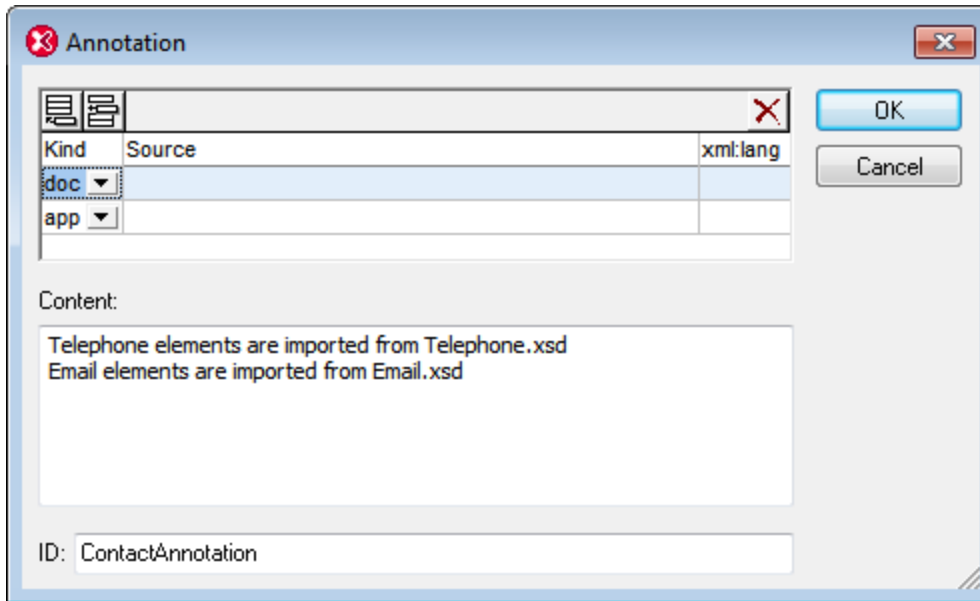 Annotation
OK
Cancel
Kind Source xml:lang
doc
app
Content:
Telephone elements are imported from Telephone.xsd
Email elements are imported from Email.xsd
ID: ContactAnnotation